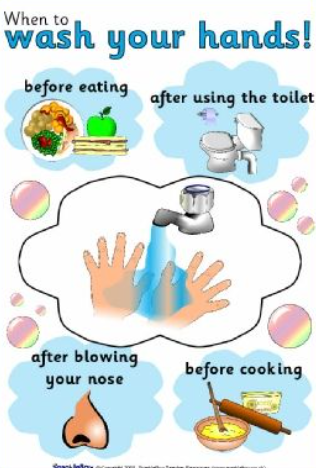 When to
wash your hands!
before eating
after using the toilet
after blowing
your nose
before cooking